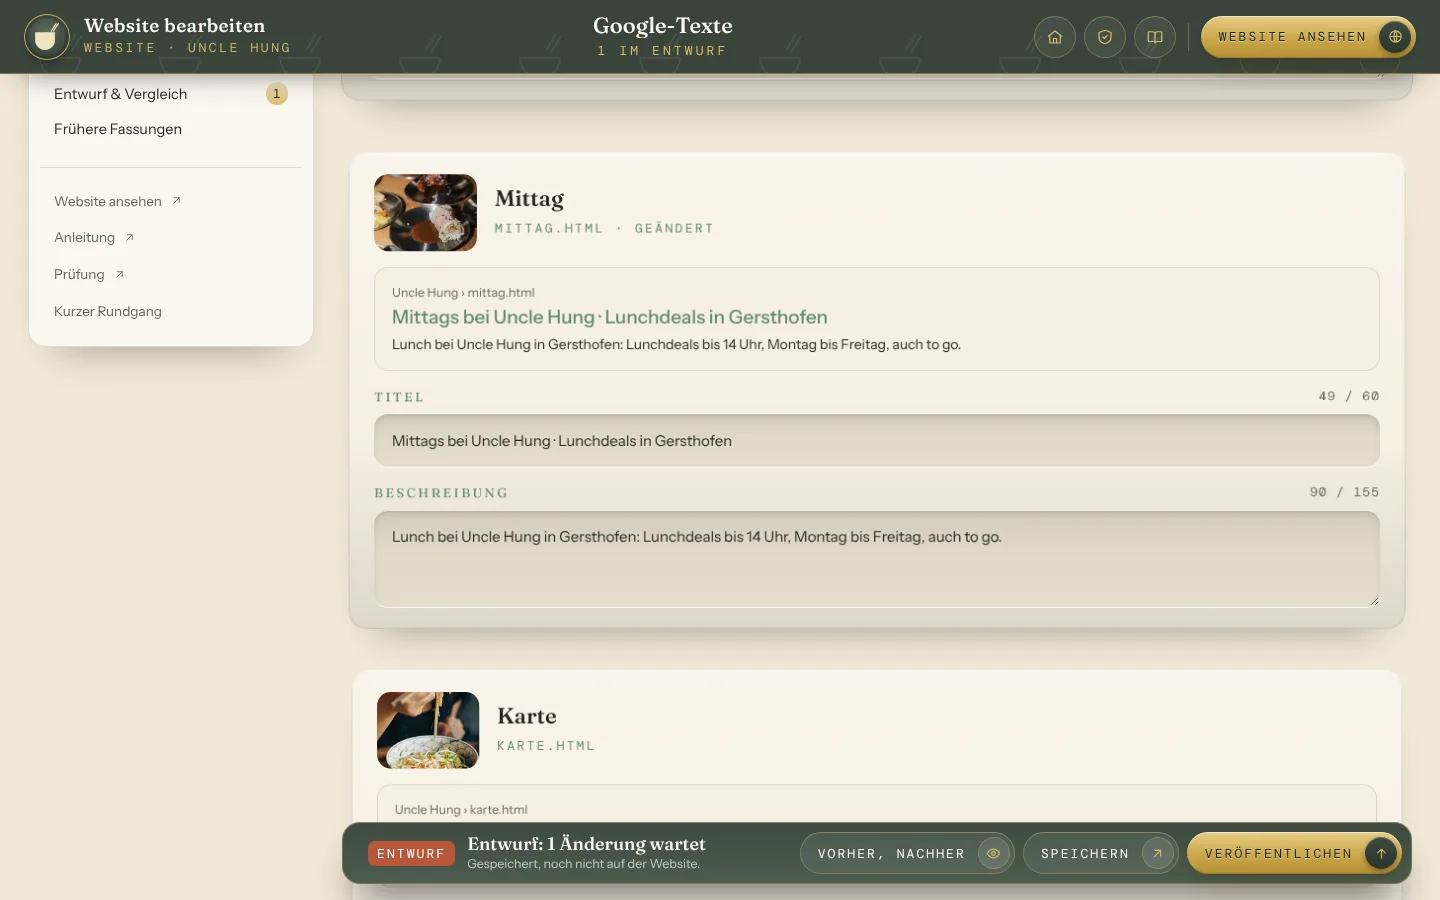 Website bearbeiten
WEBSITE · UNCLE HUNG
Google-Texte
1 IM ENTWURF
WEBSITE ANSEHEN
Entwurf & Vergleich
1
Frühere Fassungen
Website ansehen
Anleitung
Prüfung
Kurzer Rundgang
Mittag
MITTAG.HTML · GEÄNDERT
Uncle Hung › mittag.html
Mittags bei Uncle Hung · Lunchdeals in Gersthofen
Lunch bei Uncle Hung in Gersthofen: Lunchdeals bis 14 Uhr, Montag bis Freitag, auch to go.
TITEL
49 / 60
Mittags bei Uncle Hung · Lunchdeals in Gersthofen
BESCHREIBUNG
90 / 155
Lunch bei Uncle Hung in Gersthofen: Lunchdeals bis 14 Uhr, Montag bis Freitag, auch to go.
Karte
KARTE.HTML
Uncle Hung › karte.html
ENTWURF
Entwurf: 1 Änderung wartet
Gespeichert, noch nicht auf der Website.
VORHER, NACHHER
SPEICHERN
VERÖFFENTLICHEN